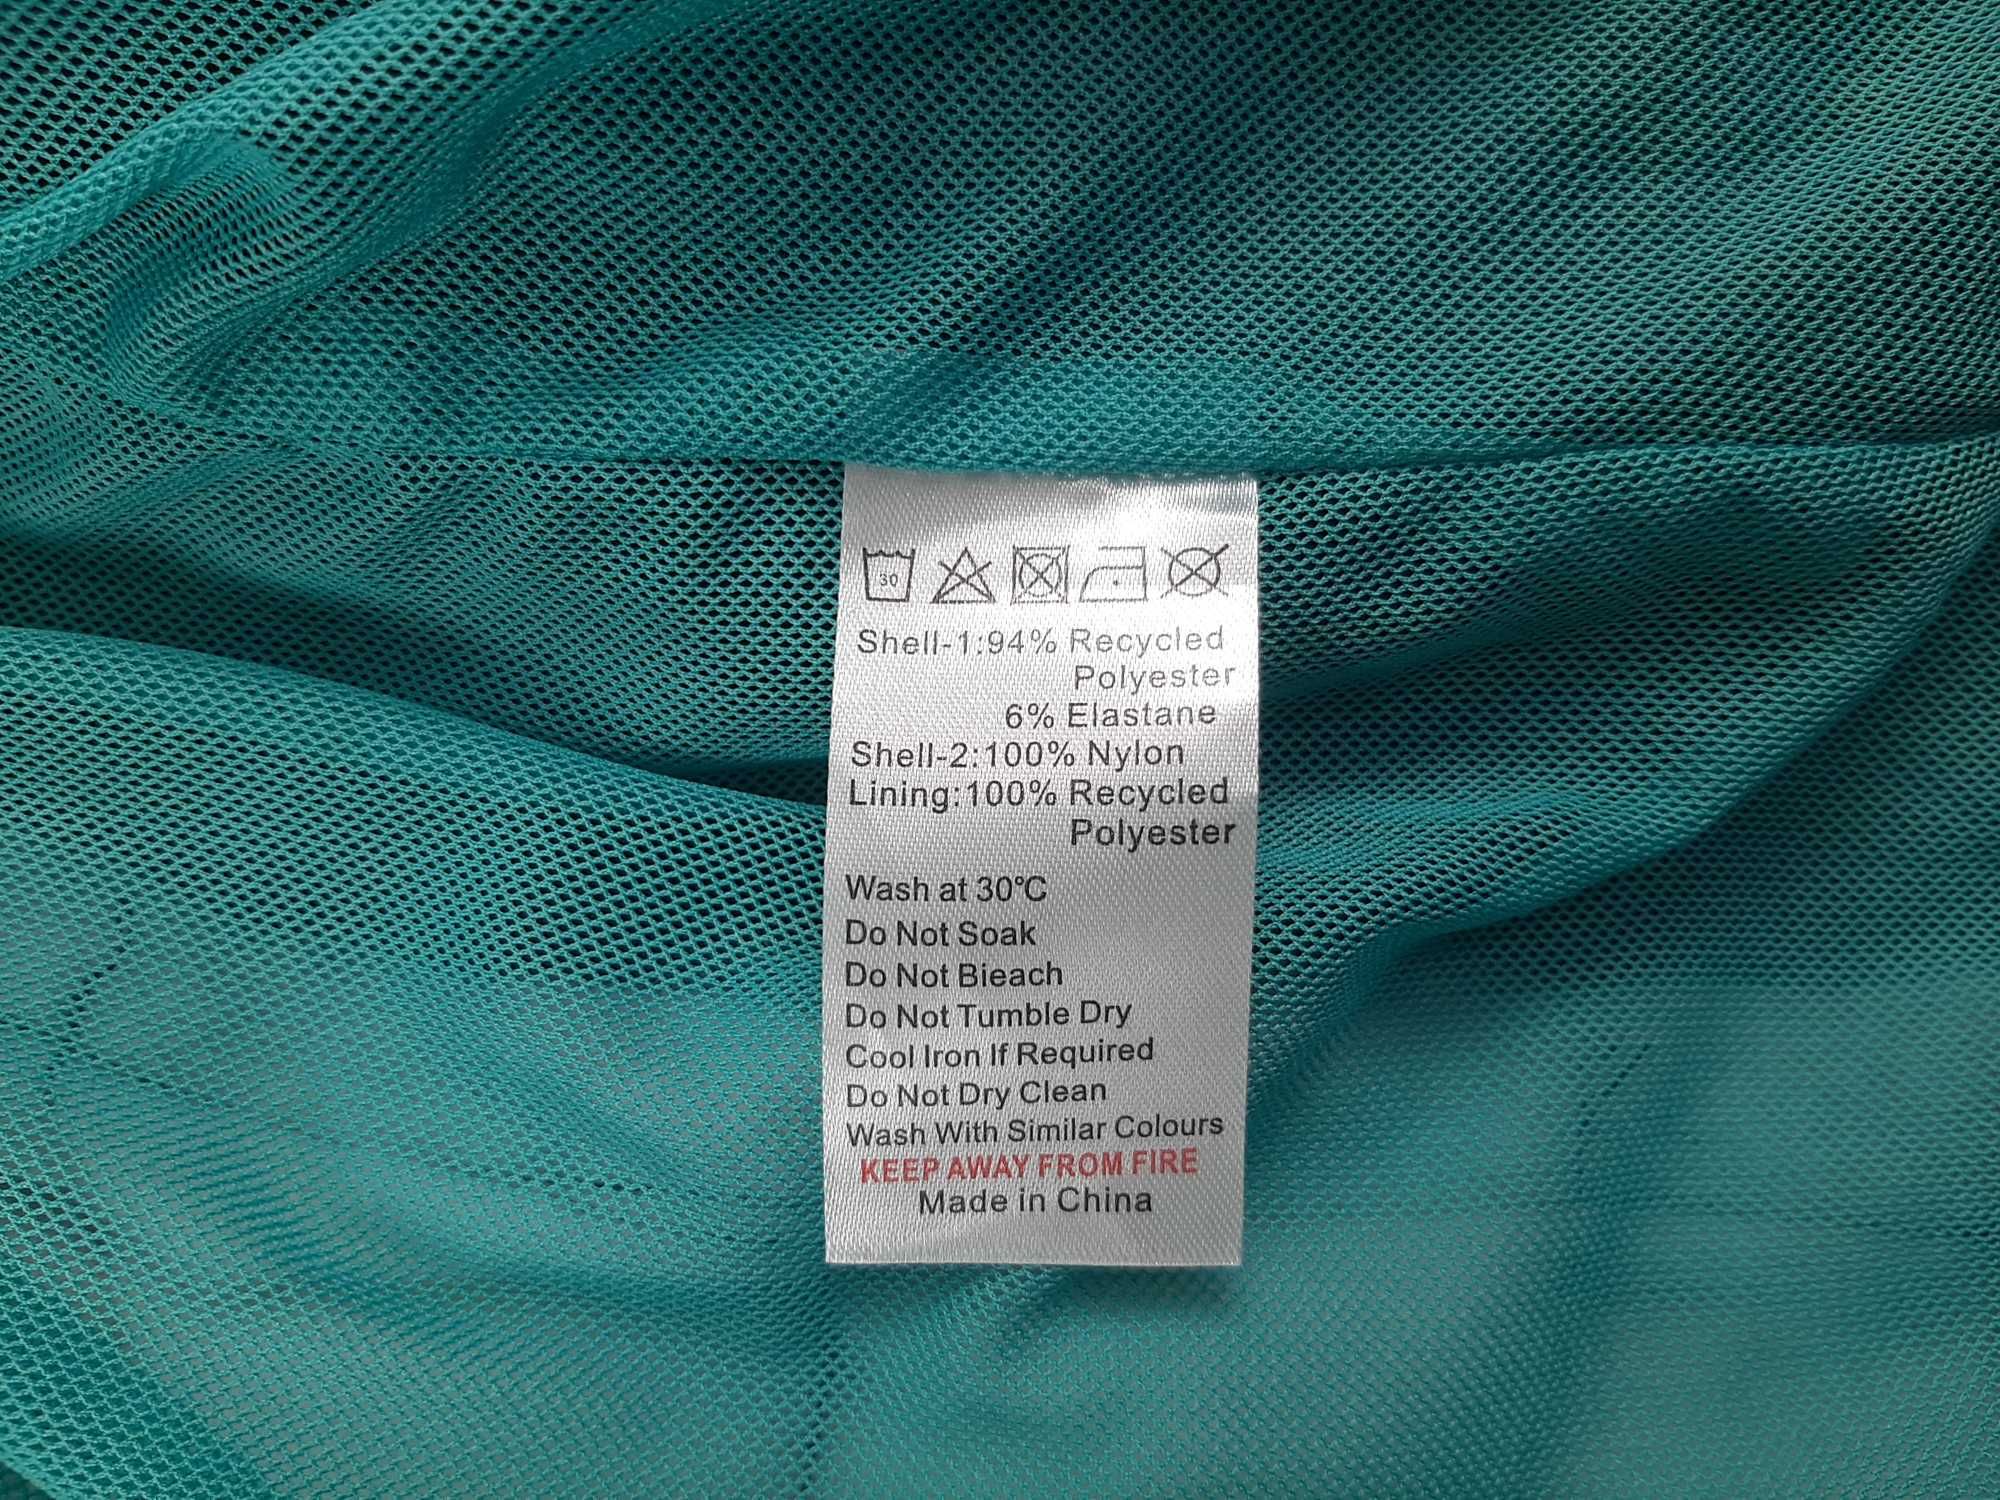 30
Shell-1:94% Recycled
Polyester
6% Elastane
Shell-2:100% Nylon
Lining:100% Recycled
Polyester
Wash at 30℃
Do Not Soak
Do Not Bieach
Do Not Tumble Dry
Cool Iron If Required
Do Not Dry Clean
Wash With Similar Colours
KEEP AWAY FROM FIRE
Made in China